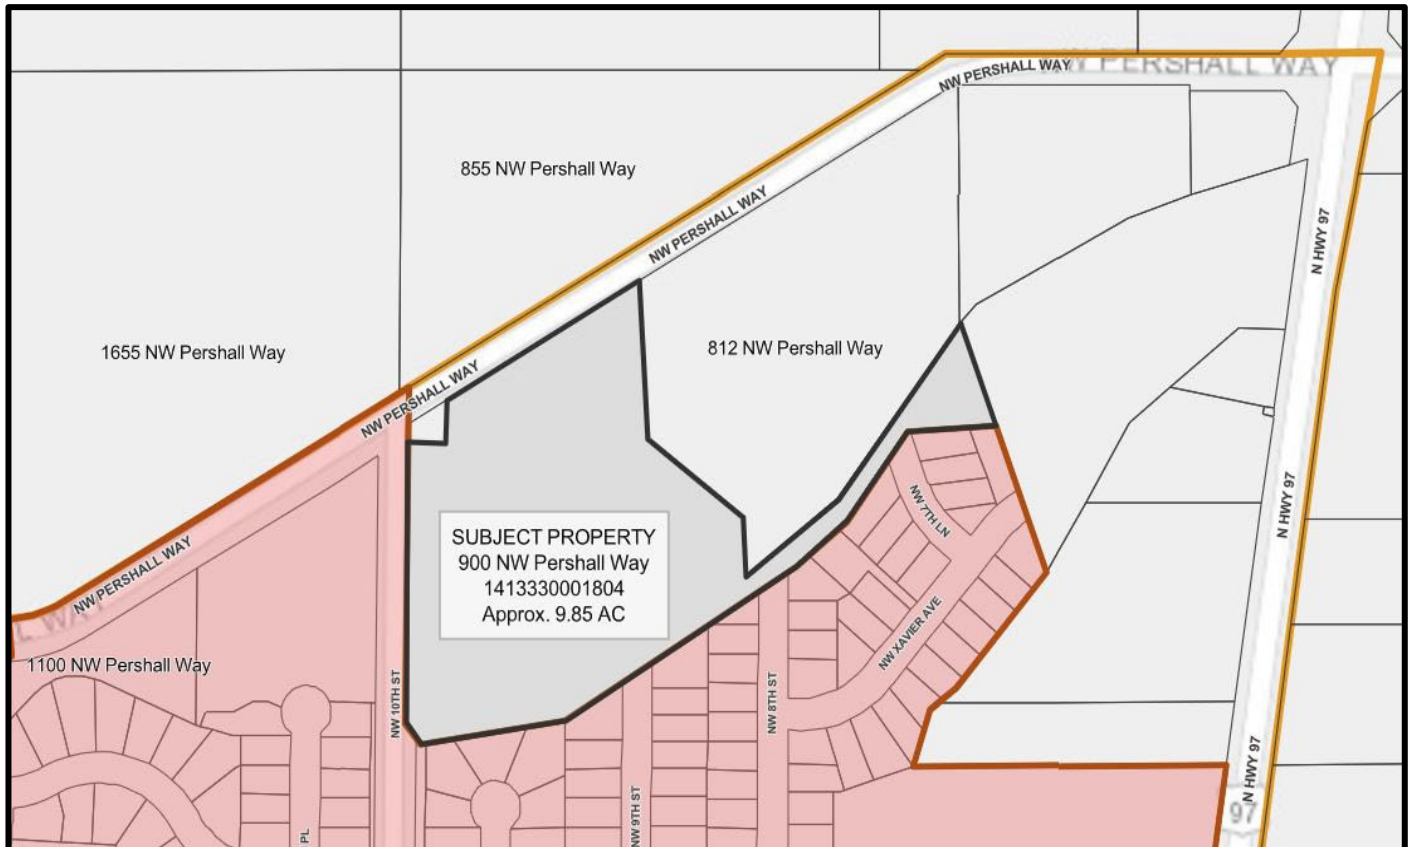 NW PERSHALL WAY
W PERSHALL WAY
855 NW Pershall Way
NW PERSHALL WAY
N HWY 97
1655 NW Pershall Way
812 NW Pershall Way
NW PERSHALL WAY
N HWY 97
NW 7TH LN
SUBJECT PROPERTY
900 NW Pershall Way
1413330001804
Approx. 9.85 AC
NW PERSHALL WAY
L WAY
1100 NW Pershall Way
NW XAVIER AVE
NW 10TH ST
NW 8TH ST
N HWY 97
97
NW 9TH ST
PL